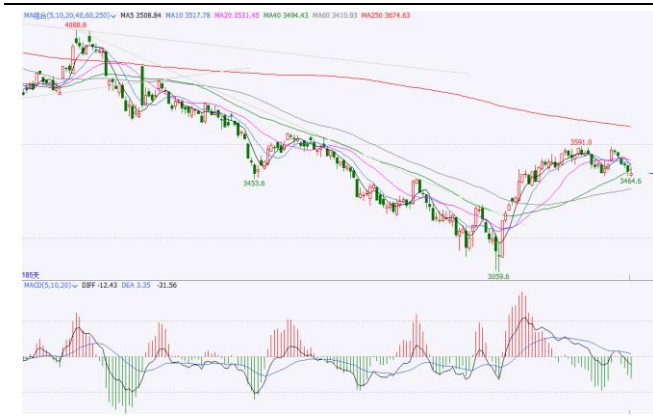 MA组合(5,10,20,40,60,250) MA5 3508.84 MA10 3517.78 MA20 3531.45 MA40 3494.43 MA60 3410.93 MA250 3674.63
4088.8
3591.0
3453.6
3464.6
3059.6
185天
MACD(5,10,20) DIFF -12.43 DEA 3.35 -31.56